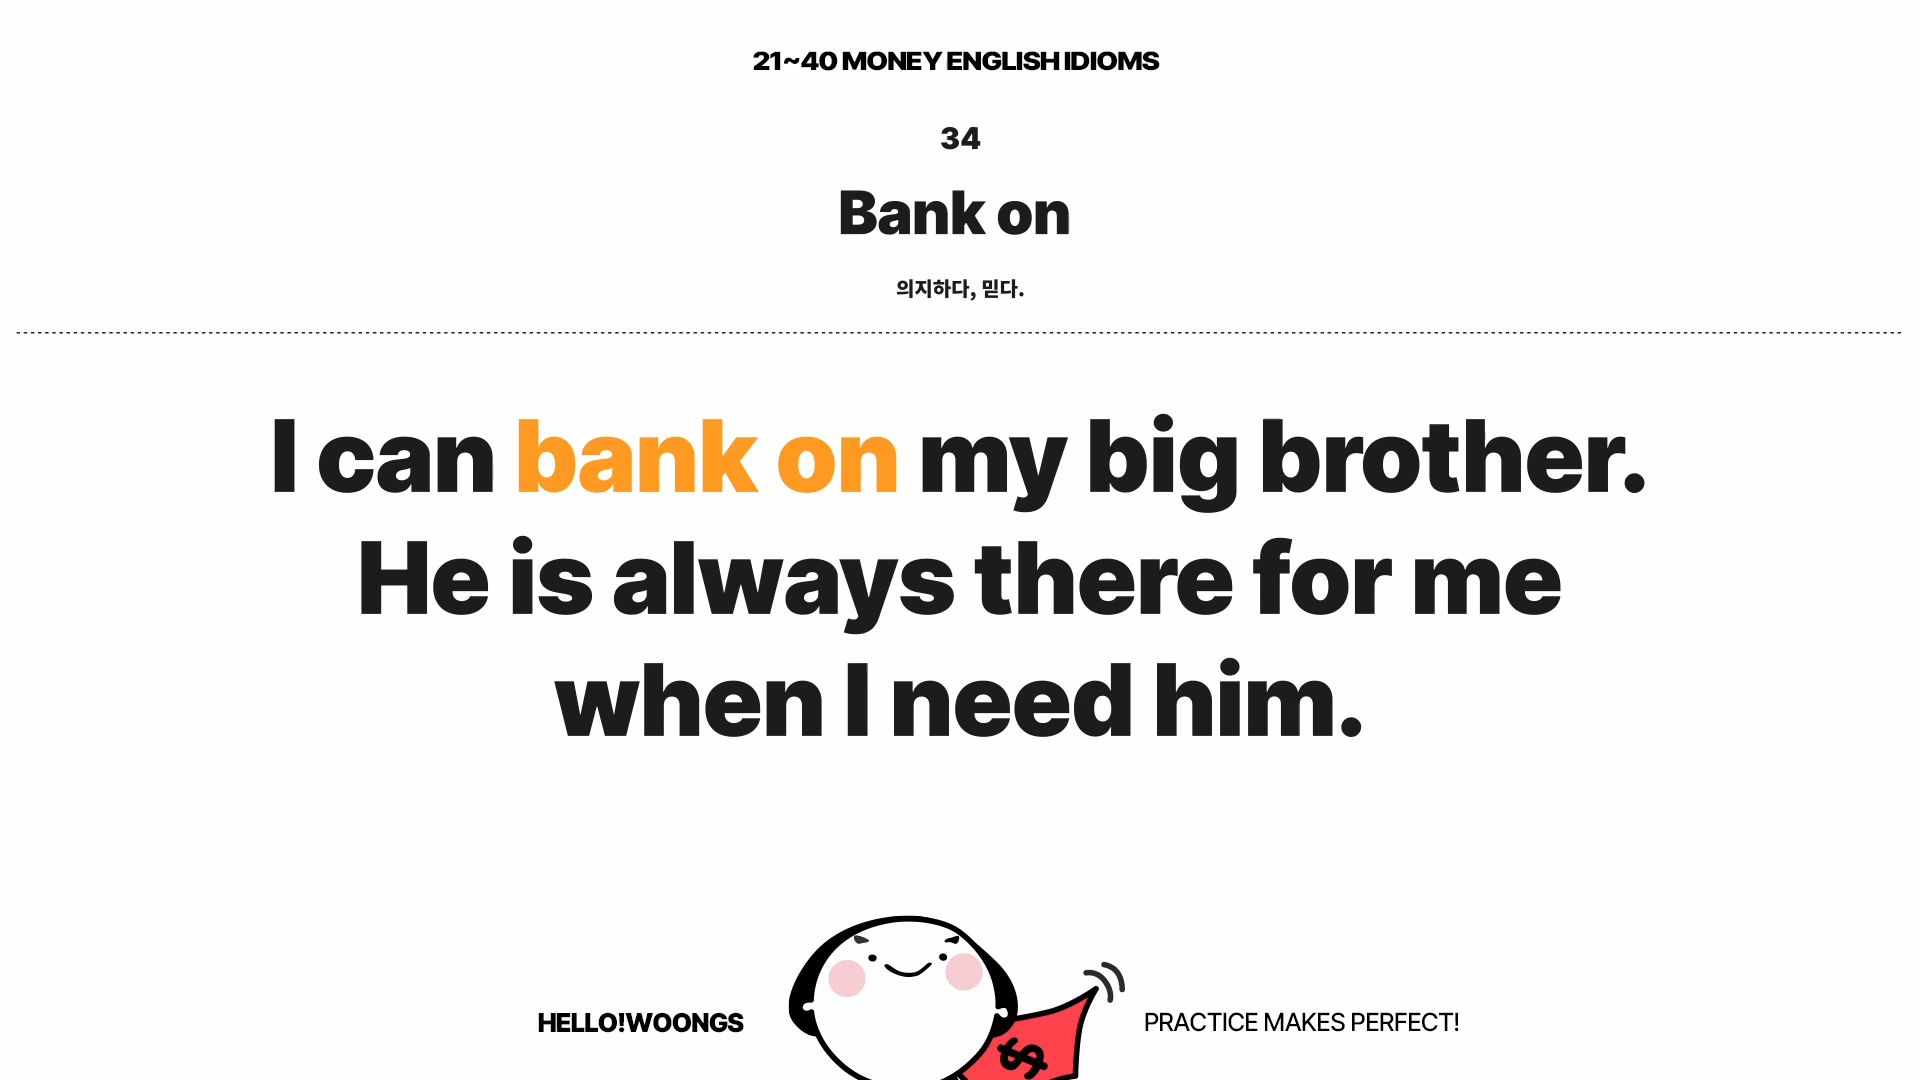 21~40 MONEY ENGLISH IDIOMS
34
Bank on
의지하다, 믿다.
I can bank on my big brother.
He is always there for me
when I need him.
HELLO!WOONGS
$
PRACTICE MAKES PERFECT!